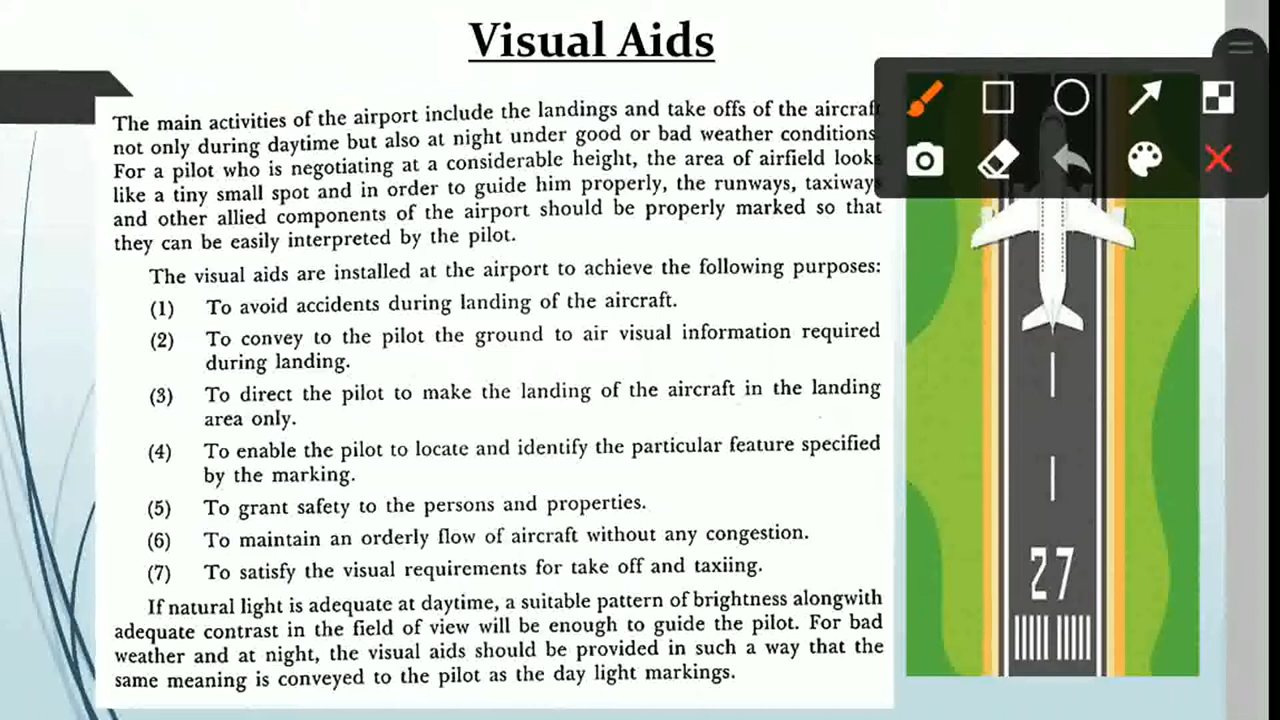 Visual Aids
The main activities of the airport include the landings and take offs of the aircraft
not only during daytime but also at night under good or bad weather conditions.
For a pilot who is negotiating at a considerable height, the area of airfield looks
like a tiny small spot and in order to guide him properly, the runways, taxiways
and other allied components of the airport should be properly marked so that
they can be easily interpreted by the pilot.
The visual aids are installed at the airport to achieve the following purposes:
(1) To avoid accidents during landing of the aircraft.
(2) To convey to the pilot the ground to air visual information required
during landing.
(3) To direct the pilot to make the landing of the aircraft in the landing
area only.
(4) To enable the pilot to locate and identify the particular feature specified
by the marking.
(5) To grant safety to the persons and properties.
(6) To maintain an orderly flow of aircraft without any congestion.
(7) To satisfy the visual requirements for take off and taxiing.
If natural light is adequate at daytime, a suitable pattern of brightness alongwith
adequate contrast in the field of view will be enough to guide the pilot. For bad
weather and at night, the visual aids should be provided in such a way that the
same meaning is conveyed to the pilot as the day light markings.
27